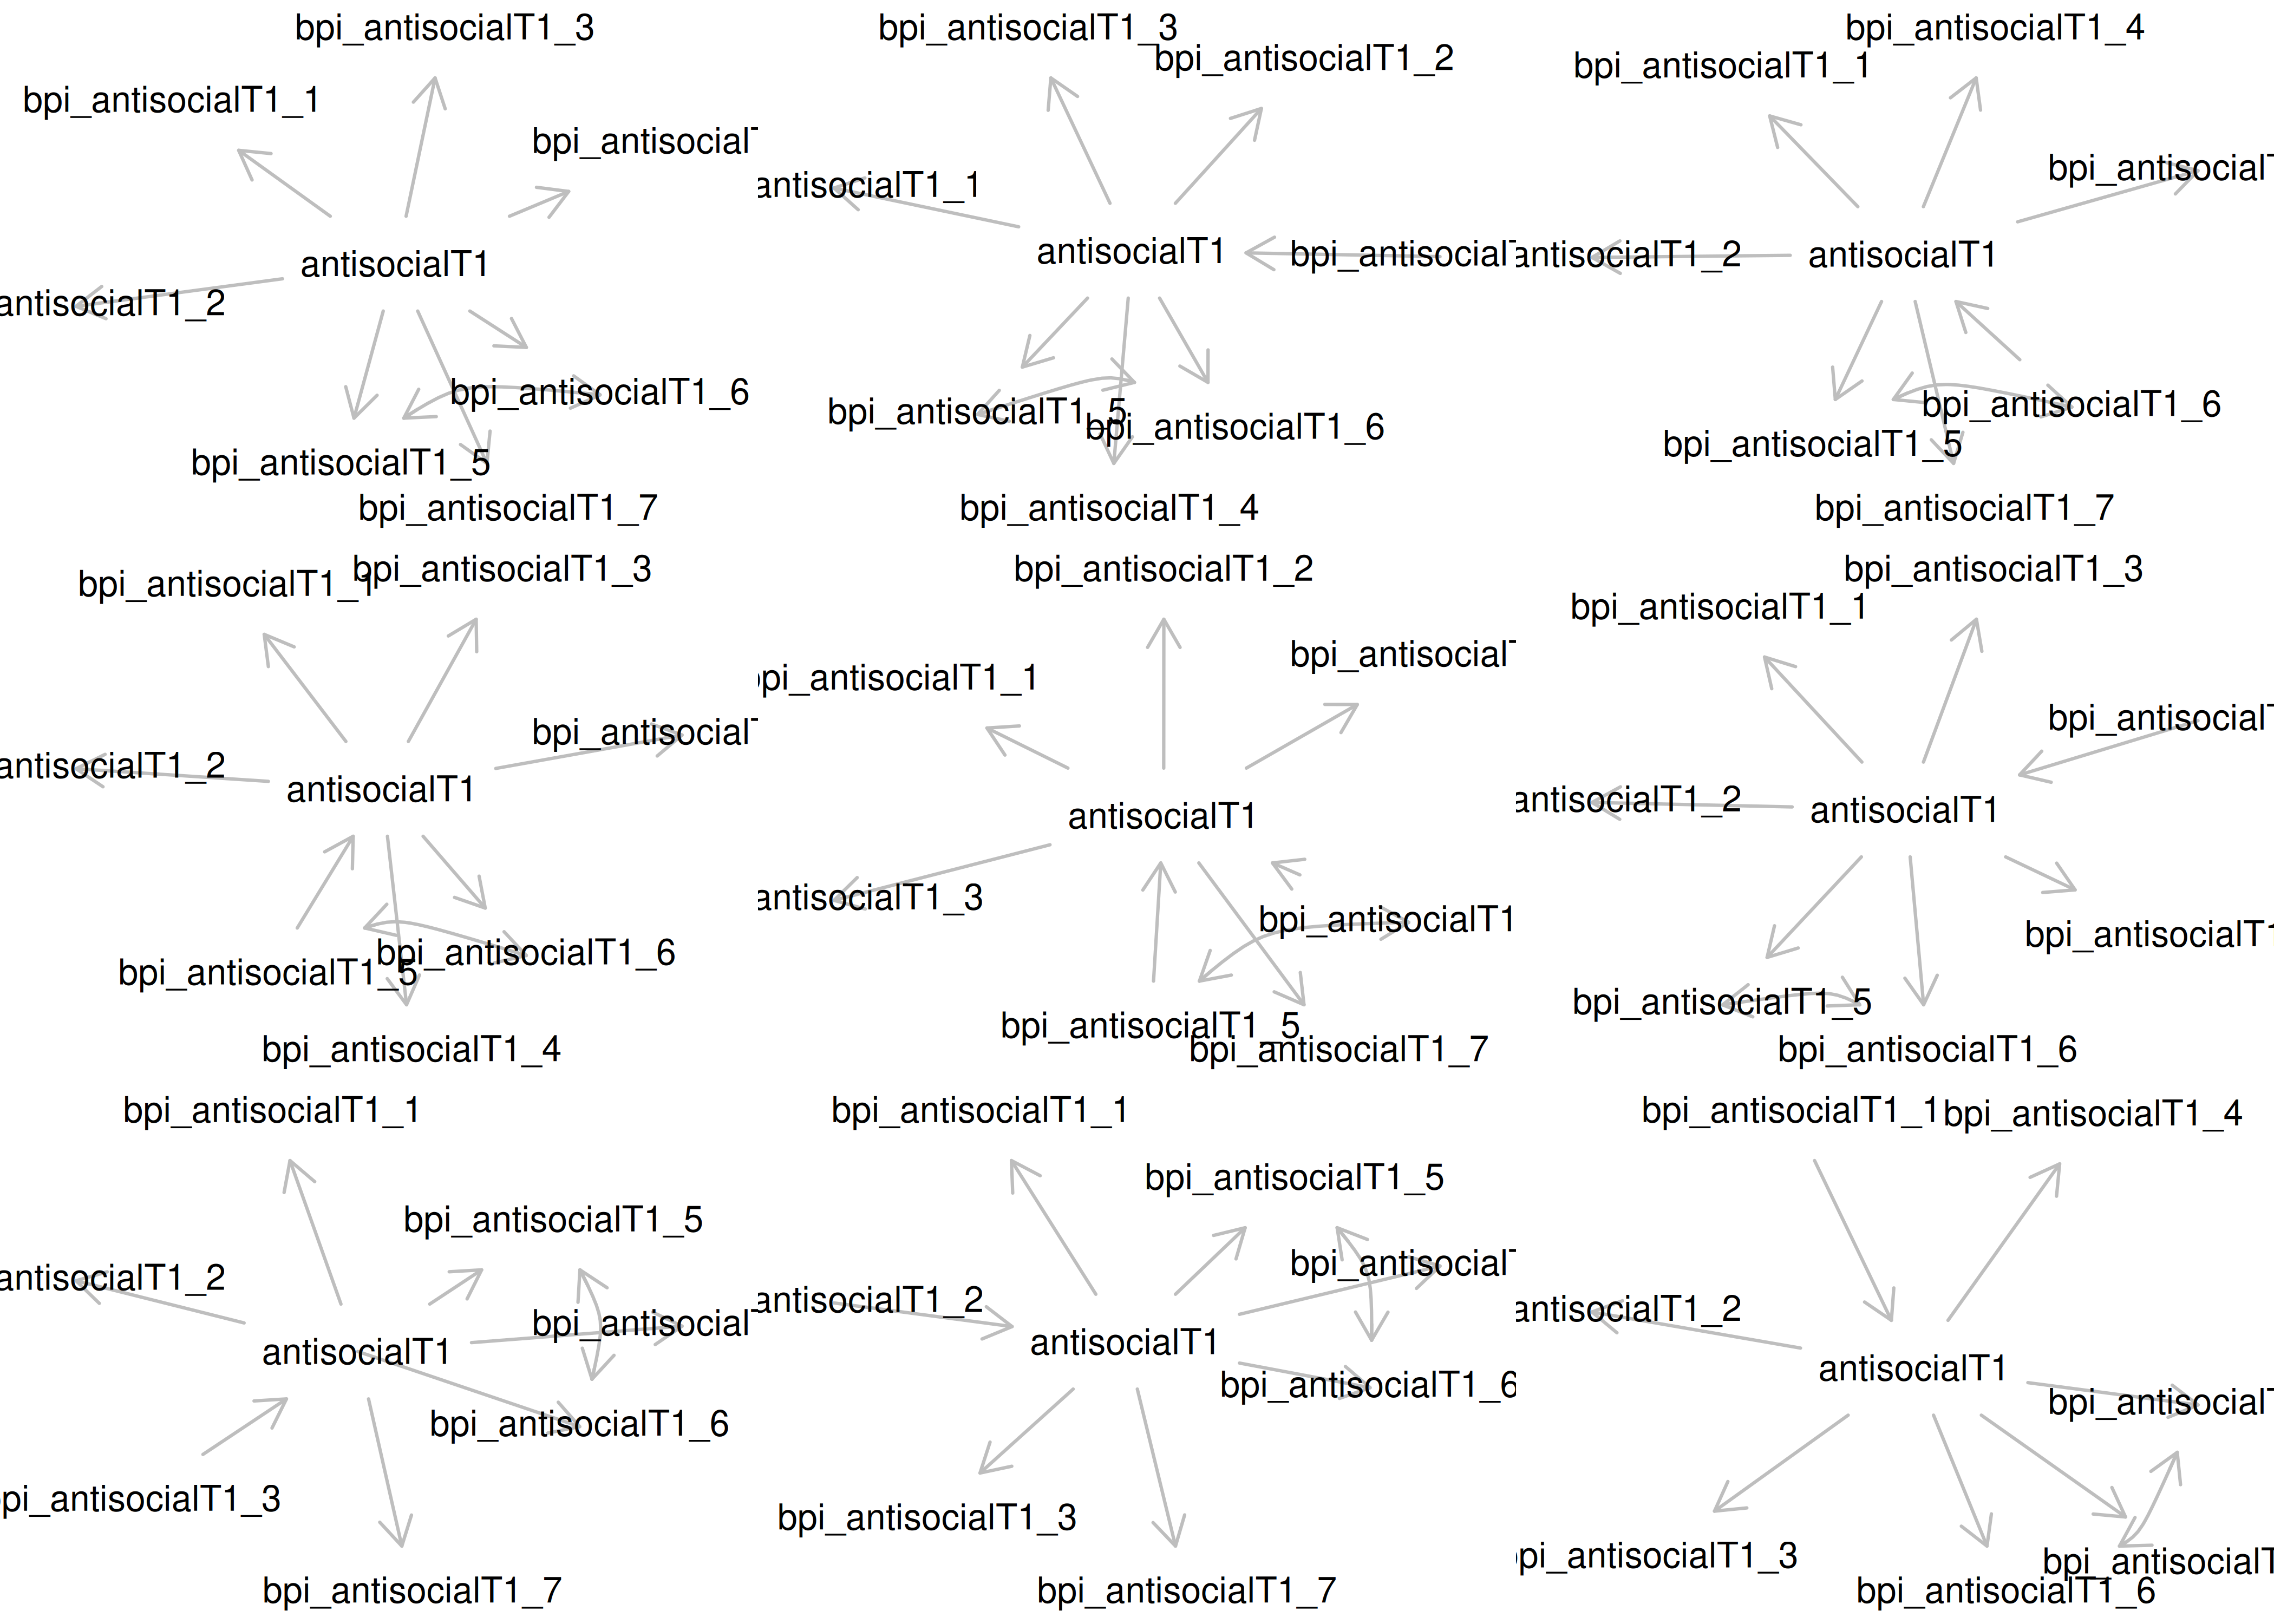 bpi_antisocialT1_3
bpi_antisocialT1_1
bpi_antisocial
antisocialT1
antisocialT1_2
bpi_antisocialT1_6
bpi_antisocialT1_5
bpi_antisocialT1_7
bpi_antisocialT1_3
bpi_antisocialT1_2
antisocialT1_1
antisocialT1
bpi_antisocial
bpi_antisocialT1_5
bpi_antisocialT1_6
bpi_antisocialT1_4
bpi_antisocialT1_4
bpi_antisocialT1_1
bpi_antisocial
antisocialT1_2
antisocialT1
bpi_antisocialT1_6
bpi_antisocialT1_5
bpi_antisocialT1_7
bpi_antisocialT1_3
bpi_antisocialT1_1
bpi_antisocial
antisocialT1_2
antisocialT1
bpi_antisocialT1_6
bpi_antisocialT1_5
bpi_antisocialT1_4
bpi_antisocialT1_2
bpi_antisocial
pi_antisocialT1_1
antisocialT1
antisocialT1_3
bpi_antisocialT1
bpi_antisocialT1_5
bpi_antisocialT1_7
bpi_antisocialT1_3
bpi_antisocialT1_1
bpi_antisocial
antisocialT1_2
antisocialT1
bpi_antisocialT1
bpi_antisocialT1_5
bpi_antisocialT1_6
bpi_antisocialT1_1
bpi_antisocialT1_5
antisocialT1_2
bpi_antisocial
antisocialT1
bpi_antisocialT1_6
pi_antisocialT1_3
bpi_antisocialT1_7
bpi_antisocialT1_1
bpi_antisocialT1_5
bpi_antisocial
antisocialT1_2
antisocialT1
bpi_antisocialT1_6
bpi_antisocialT1_3
bpi_antisocialT1_7
bpi_antisocialT1_1
bpi_antisocialT1_4
antisocialT1_2
antisocialT1
bpi_antisocial
pi_antisocialT1_3
bpi_antisocialT
bpi_antisocialT1_6